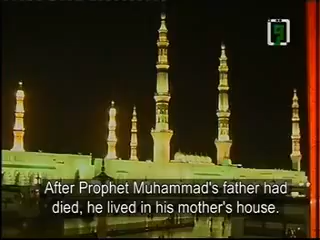 After Prophet Muhammad's father had
died, he lived in his mother's house.